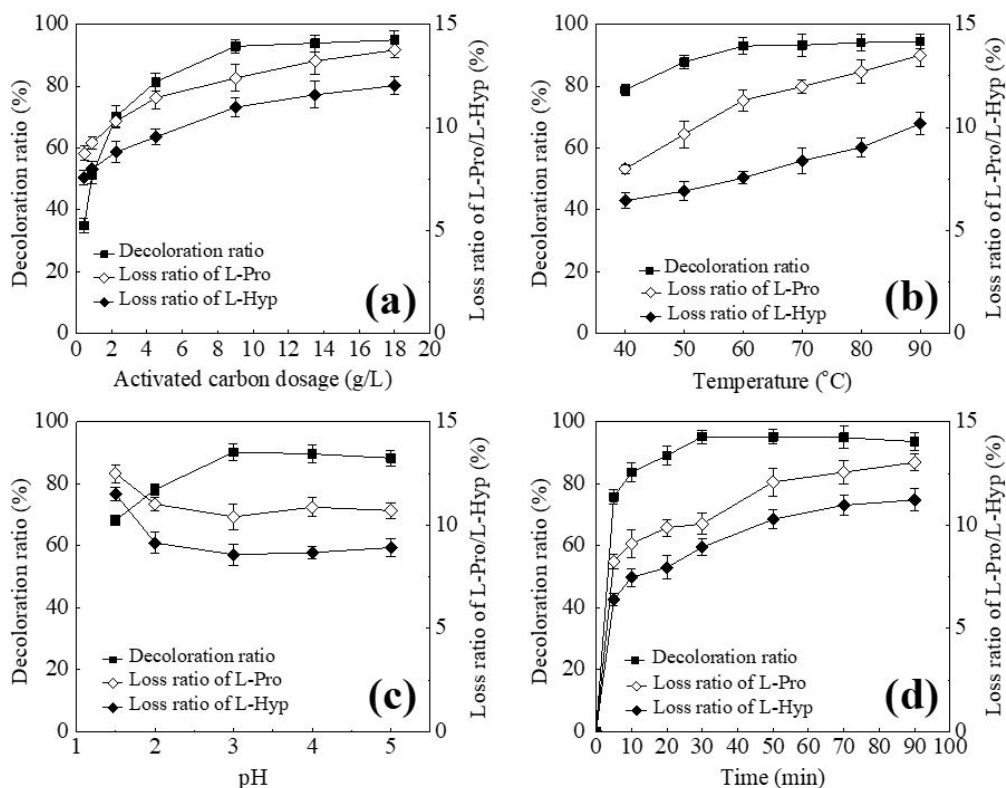 Decoloration ratio (%)
100
80
60
40
20
0
Decoloration ratio
Loss ratio of L-Pro
Loss ratio of L-Hyp
(a)
15
10
5
0
Loss ratio of L-Pro/L-Hyp (%)
0 2 4 6 8 10 12 14 16 18 20
Activated carbon dosage (g/L)
Decoloration ratio (%)
100
80
60
40
20
0
Decoloration ratio
Loss ratio of L-Pro
Loss ratio of L-Hyp
(b)
15
10
5
0
Loss ratio of L-Pro/L-Hyp (%)
40 50 60 70 80 90
Temperature (°C)
Decoloration ratio (%)
100
80
60
40
20
0
Decoloration ratio
Loss ratio of L-Pro
Loss ratio of L-Hyp
(c)
15
10
5
0
Loss ratio of L-Pro/L-Hyp (%)
1 2 3 4 5
pH
Decoloration ratio (%)
100
80
60
40
20
0
Decoloration ratio
Loss ratio of L-Pro
Loss ratio of L-Hyp
(d)
15
10
5
0
Loss ratio of L-Pro/L-Hyp (%)
0 10 20 30 50 70 90 100
Time (min)